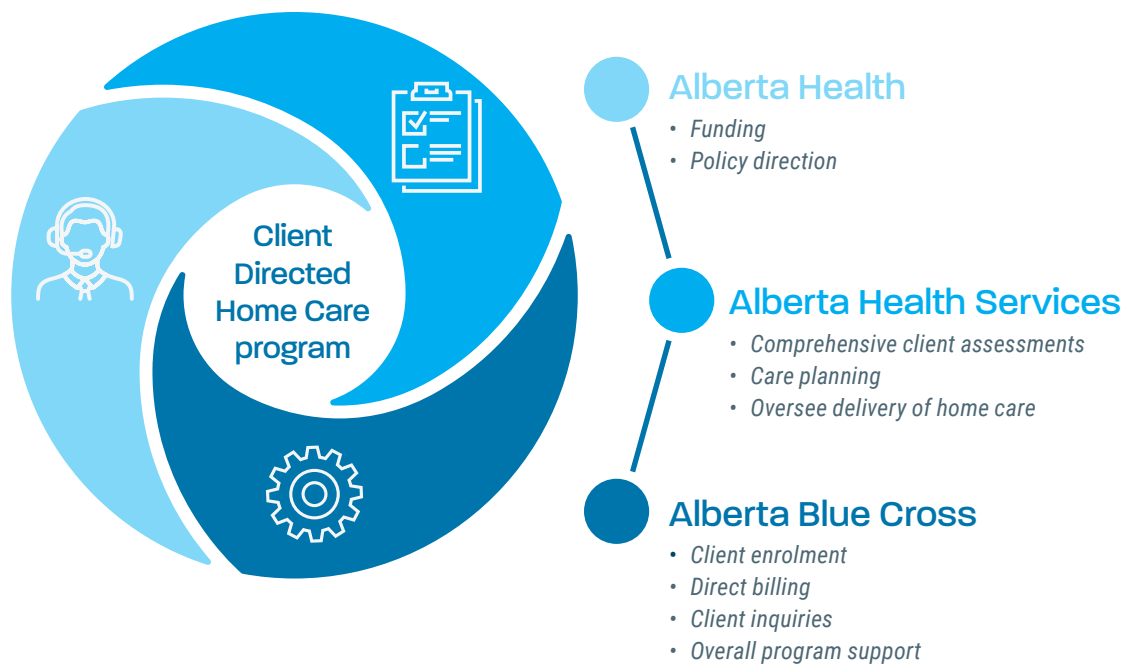 Client
Directed
Home Care
program
Alberta Health
• Funding
• Policy direction
Alberta Health Services
• Comprehensive client assessments
• Care planning
• Oversee delivery of home care
Alberta Blue Cross
• Client enrolment
• Direct billing
• Client inquiries
• Overall program support